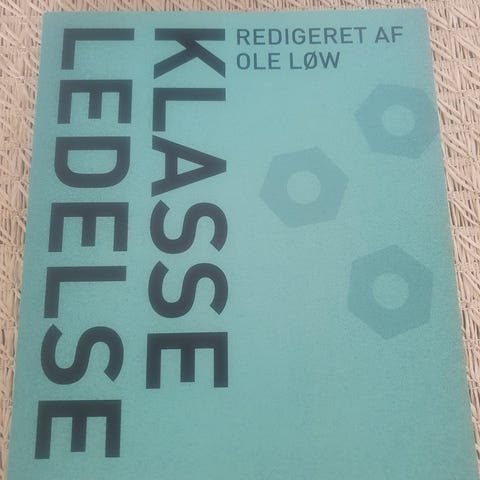 KLASSE
LEDELSE
REDIGERET AF
OLE LØW